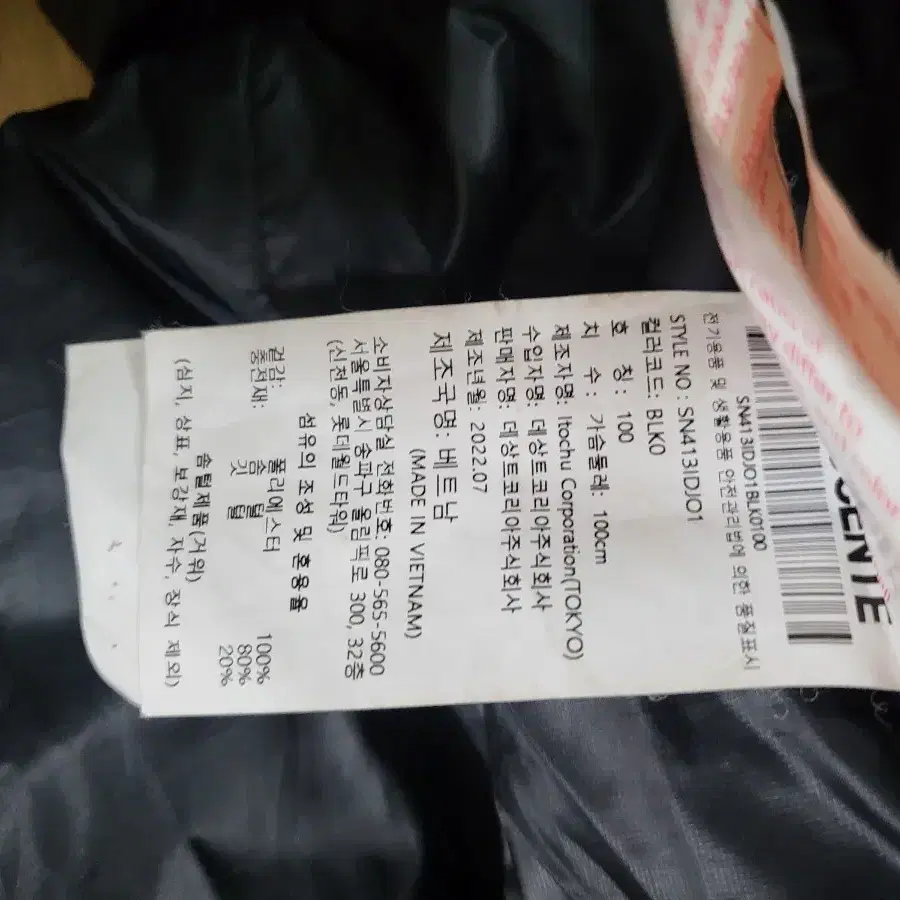 SCENTE
SN413IDJO1BLK0100
전기용품 및 생활용품 안전관리법에 의한 품질표시
STYLE NO : SN413IDJO1
컬러코드: BLK0
호 칭: 100
치 수: 가슴둘레: 100cm
제조자명: Itochu Corporation(TOKYO)
수입자명: 데상트코리아주식회사
판매자명: 데상트코리아주식회사
제조년월: 2022.07
제조국명: 베트남
(MADE IN VIETNAM)
소비자상담실 전화번호: 080-565-5600
서울특별시 송파구 올림픽로 300, 32층
(신천동, 롯데월드타워)
섬유의 조성 및 혼용율
겉감: 폴리에스터 100%
충전재: 솜털 80%
깃털 20%
솜털제품(거위)
(심지, 상표, 보강재, 자수, 장식 제외)